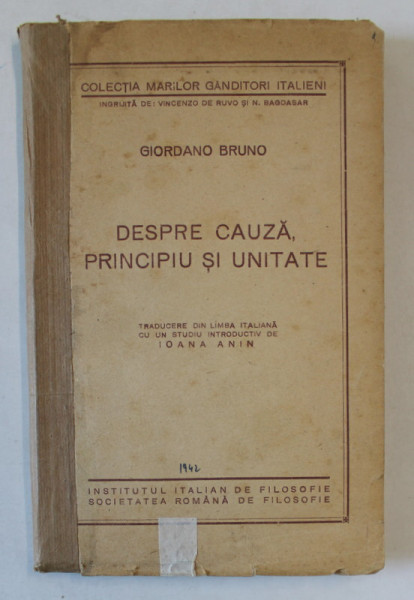 COLECȚIA MARILOR GÂNDITORI ITALIENI
INGRIJITĂ DE: VINCENZO DE RUVO ȘI N. BAGDASAR
GIORDANO BRUNO
DESPRE CAUZĂ,
PRINCIPIU ȘI UNITATE
TRADUCERE DIN LIMBA ITALIANĂ
CU UN STUDIU INTRODUCTIV DE
IOANA ANIN
1942
INSTITUTUL ITALIAN DE FILOSOFIE
SOCIETATEA ROMÂNĂ DE FILOSOFIE